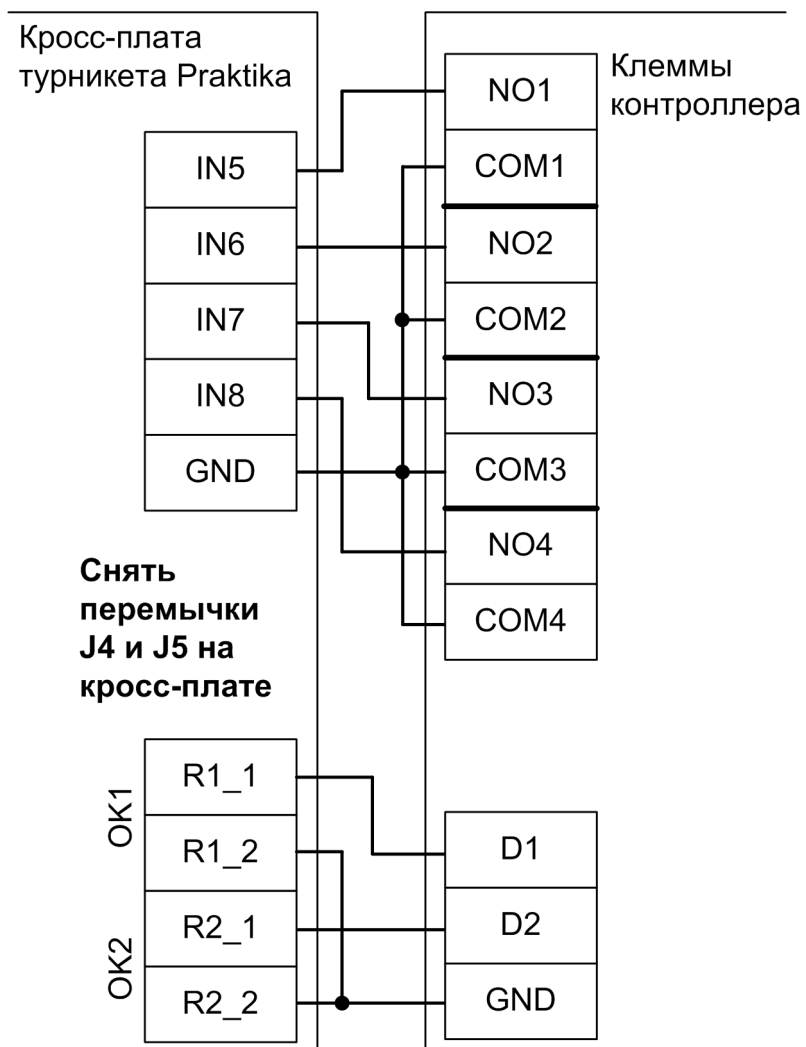 Кросс-плата
турникета Praktika
Клеммы
контроллера
IN5
IN6
IN7
IN8
GND
NO1
COM1
NO2
COM2
NO3
COM3
NO4
COM4
Снять
перемычки
J4 и J5 на
кросс-плате
OK1
R1_1
R1_2
OK2
R2_1
R2_2
D1
D2
GND